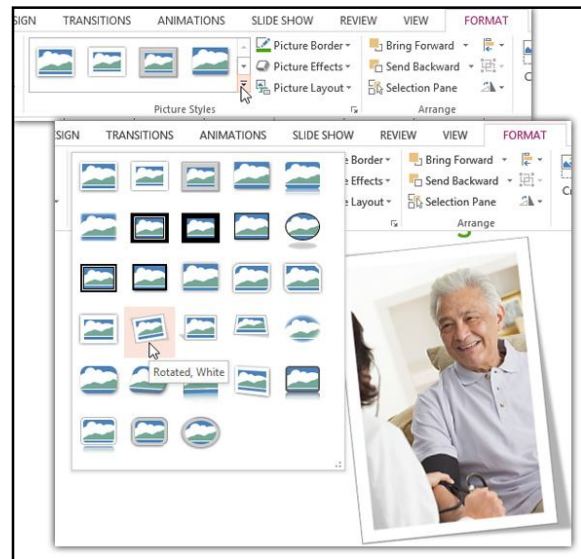 SIGN TRANSITIONS ANIMATIONS SLIDE SHOW REVIEW VIEW FORMAT
Picture Border
Picture Effects
Picture Layout
Bring Forward
Send Backward
Selection Pane
Picture Styles
Arrange
SIGN TRANSITIONS ANIMATIONS SLIDE SHOW REVIEW VIEW FORMAT
e Border
e Effects
e Layout
Bring Forward
Send Backward
Selection Pane
Arrange
Rotated, White